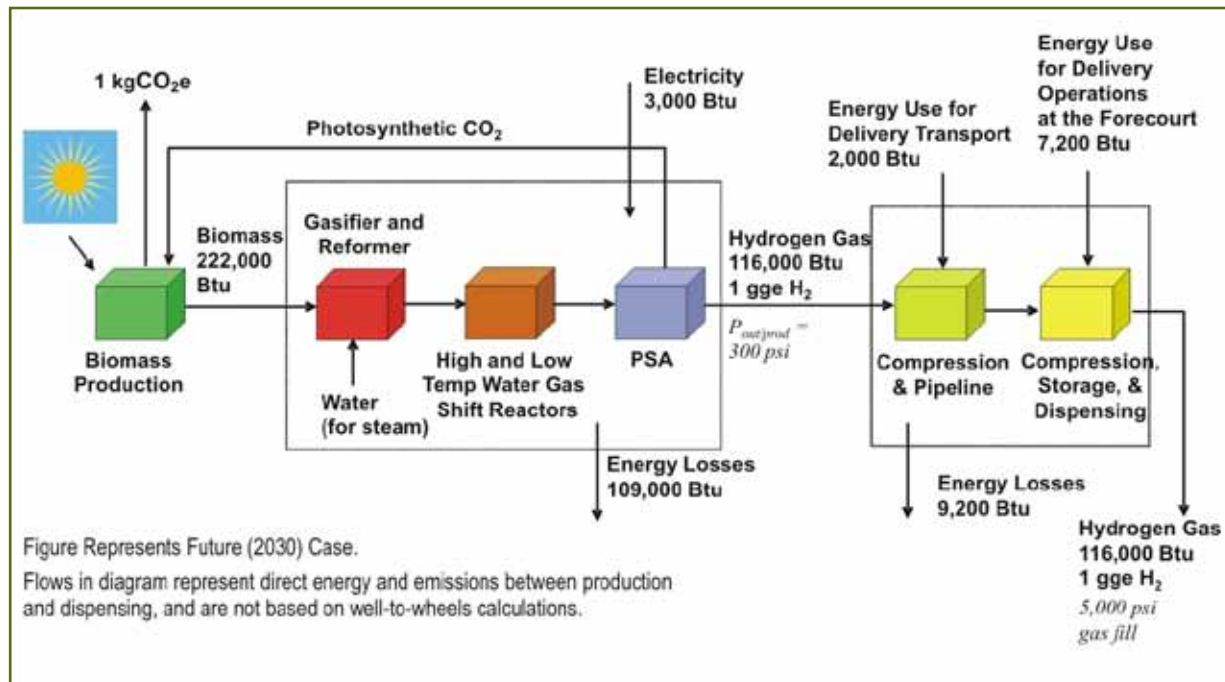 1 kgCO₂e
Photosynthetic CO₂
Electricity
3,000 Btu
Energy Use for
Delivery Transport
2,000 Btu
Energy Use
for Delivery
Operations
at the Forecourt
7,200 Btu
Biomass
222,000
Btu
Gasifier and
Reformer
Hydrogen Gas
116,000 Btu
1 gge H₂
P out/prod =
300 psi
Biomass
Production
Water
(for steam)
High and Low
Temp Water Gas
Shift Reactors
PSA
Compression
& Pipeline
Compression,
Storage, &
Dispensing
Energy Losses
109,000 Btu
Energy Losses
9,200 Btu
Hydrogen Gas
116,000 Btu
1 gge H₂
5,000 psi
gas fill
Figure Represents Future (2030) Case.
Flows in diagram represent direct energy and emissions between production
and dispensing, and are not based on well-to-wheels calculations.